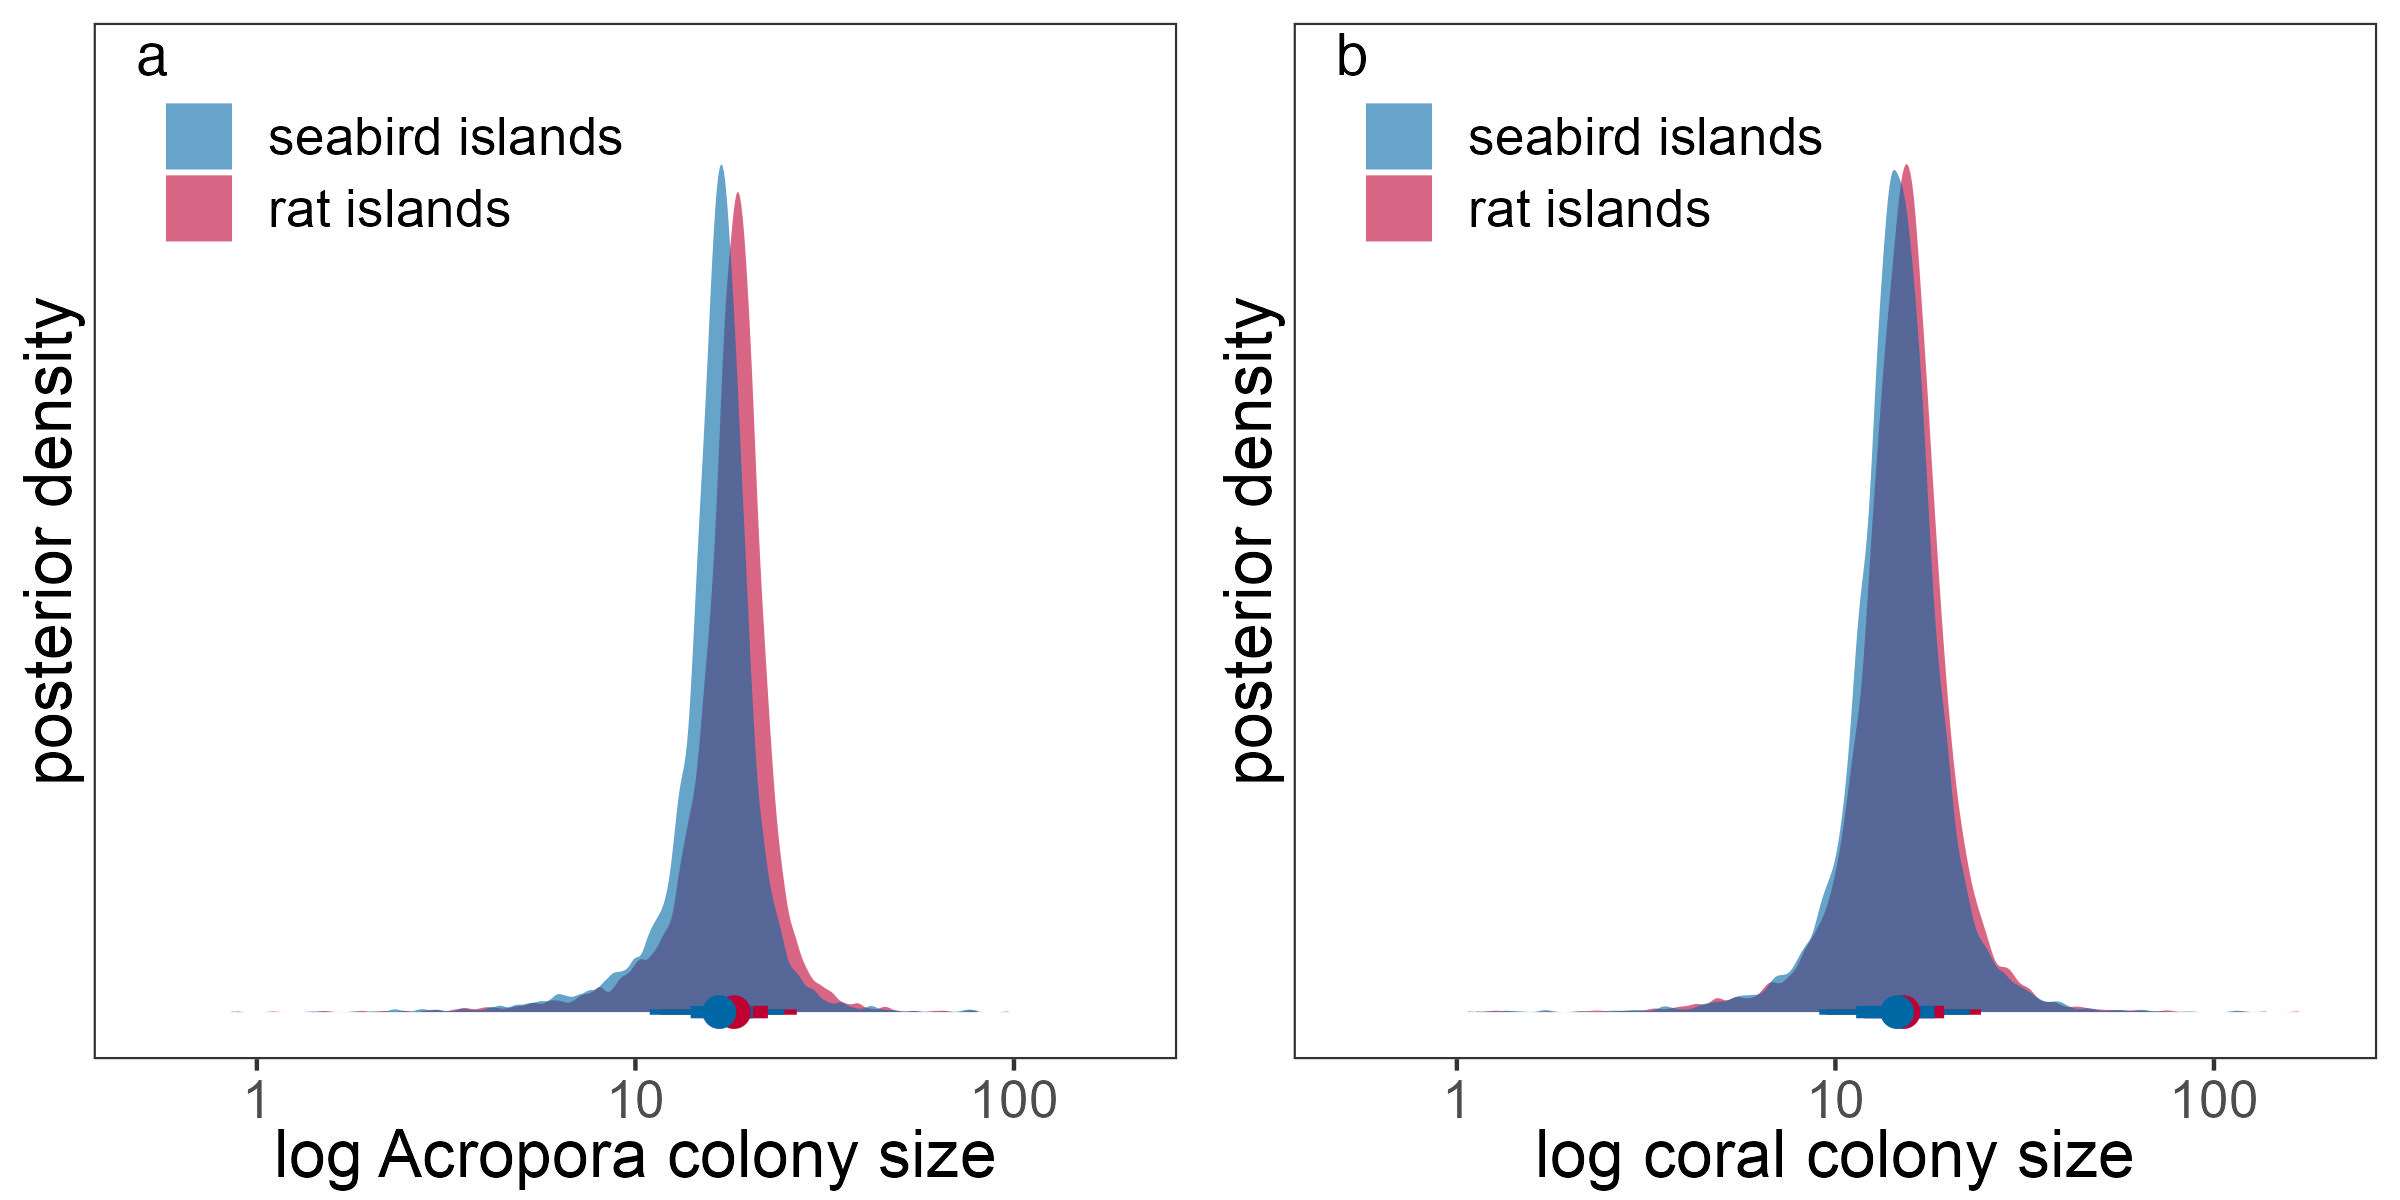 a
seabird islands
rat islands
posterior density
1 10 100
log Acropora colony size
b
seabird islands
rat islands
posterior density
1 10 100
log coral colony size